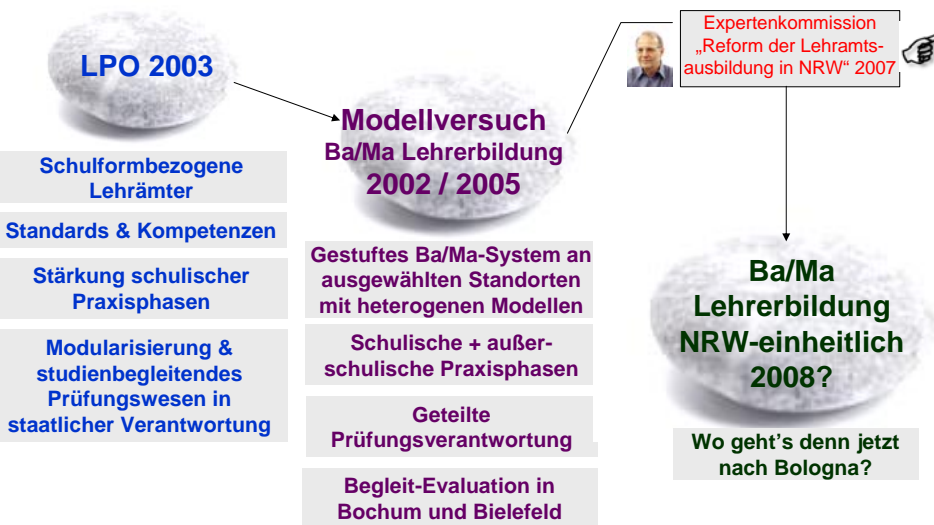 LPO 2003
Schulformbezogene
Lehrämter
Standards & Kompetenzen
Stärkung schulischer
Praxisphasen
Modularisierung &
studienbegleitendes
Prüfungswesen in
staatlicher Verantwortung
Modellversuch
Ba/Ma Lehrerbildung
2002 / 2005
Gestuftes Ba/Ma-System an
ausgewählten Standorten
mit heterogenen Modellen
Schulische + außer-
schulische Praxisphasen
Geteilte
Prüfungsverantwortung
Begleit-Evaluation in
Bochum und Bielefeld
Expertenkommission
„Reform der Lehramts-
ausbildung in NRW“ 2007
Ba/Ma
Lehrerbildung
NRW-einheitlich
2008?
Wo geht's denn jetzt
nach Bologna?